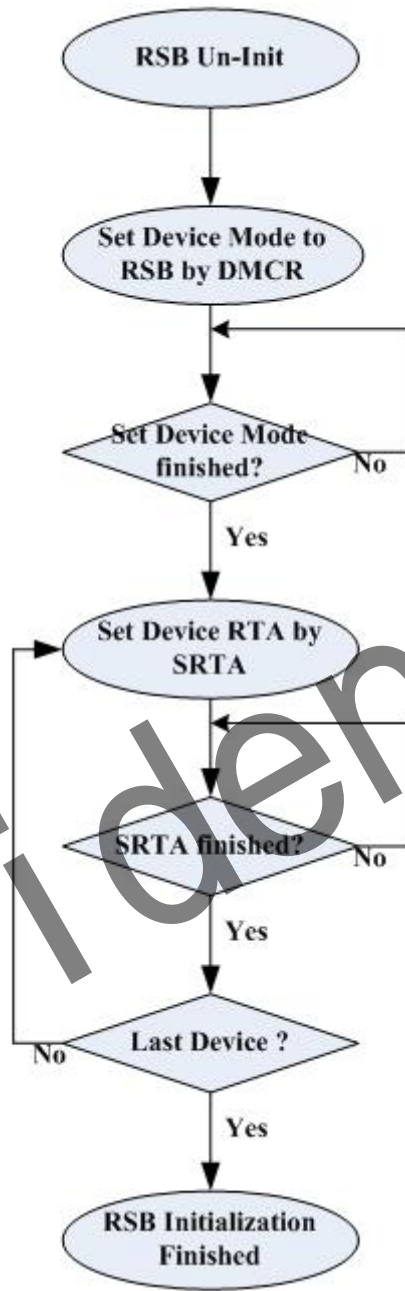 RSB Un-Init
Set Device Mode to
RSB by DMCR
Set Device Mode
finished?
No
Yes
Set Device RTA by
SRTA
SRTA finished?
No
Yes
Last Device ?
No
Yes
RSB Initialization
Finished